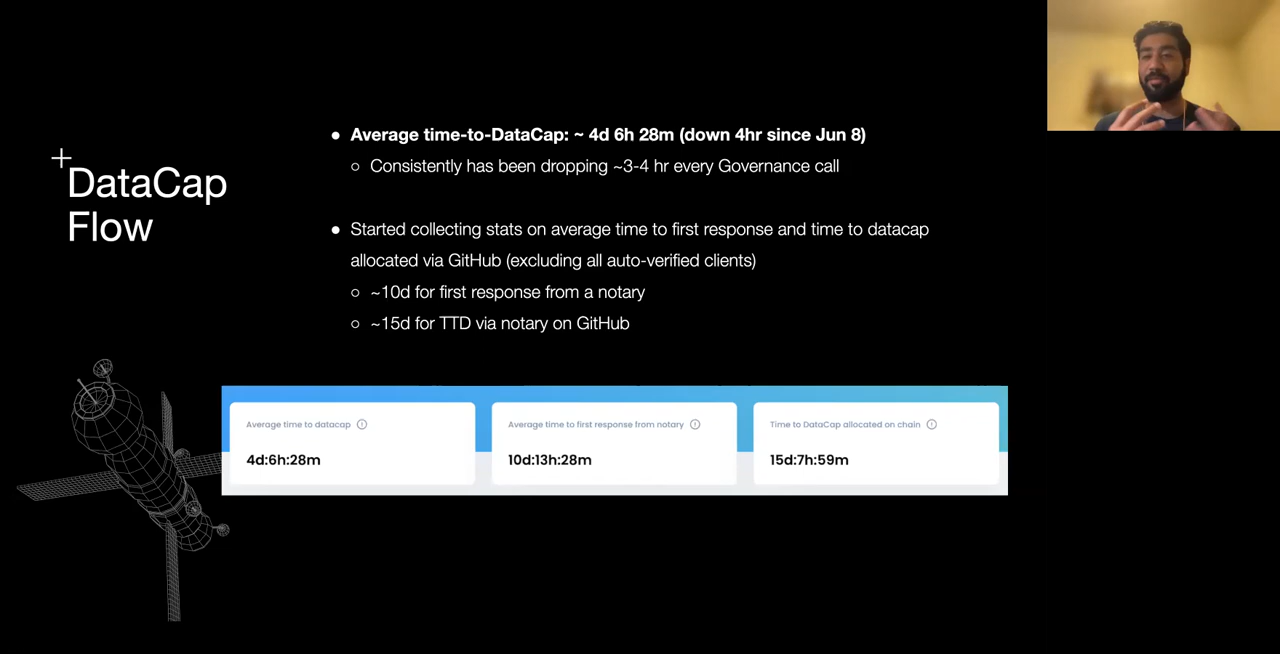 DataCap
Flow
● Average time-to-DataCap: ~ 4d 6h 28m (down 4hr since Jun 8)
○ Consistently has been dropping ~3-4 hr every Governance call
● Started collecting stats on average time to first response and time to datacap
allocated via GitHub (excluding all auto-verified clients)
○ ~10d for first response from a notary
○ ~15d for TTD via notary on GitHub
Average time to datacap
4d:6h:28m
Average time to first response from notary
10d:13h:28m
Time to DataCap allocated on chain
15d:7h:59m